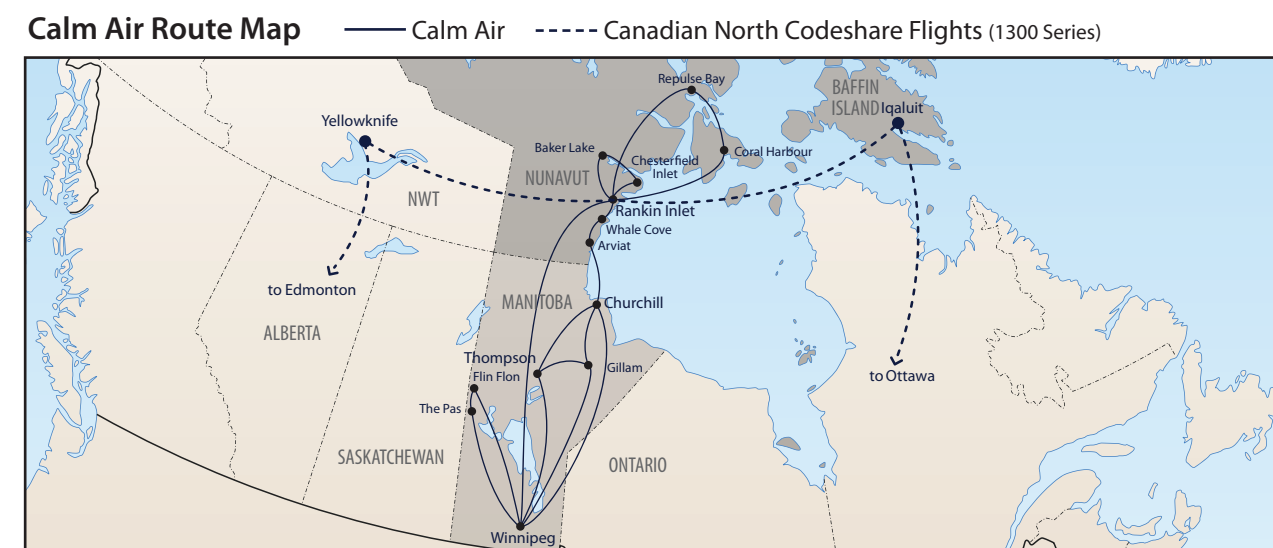 Calm Air Route Map
Calm Air
Canadian North Codeshare Flights (1300 Series)
Repulse Bay
BAFFIN
ISLAND
Iqaluit
Yellowknife
Baker Lake
Chesterfield
Inlet
Coral Harbour
NUNAVUT
NWT
Rankin Inlet
Whale Cove
Arviat
to Edmonton
MANITOBA
Churchill
ALBERTA
Thompson
Flin Flon
Gillam
to Ottawa
The Pas
SASKATCHEWAN
ONTARIO
Winnipeg